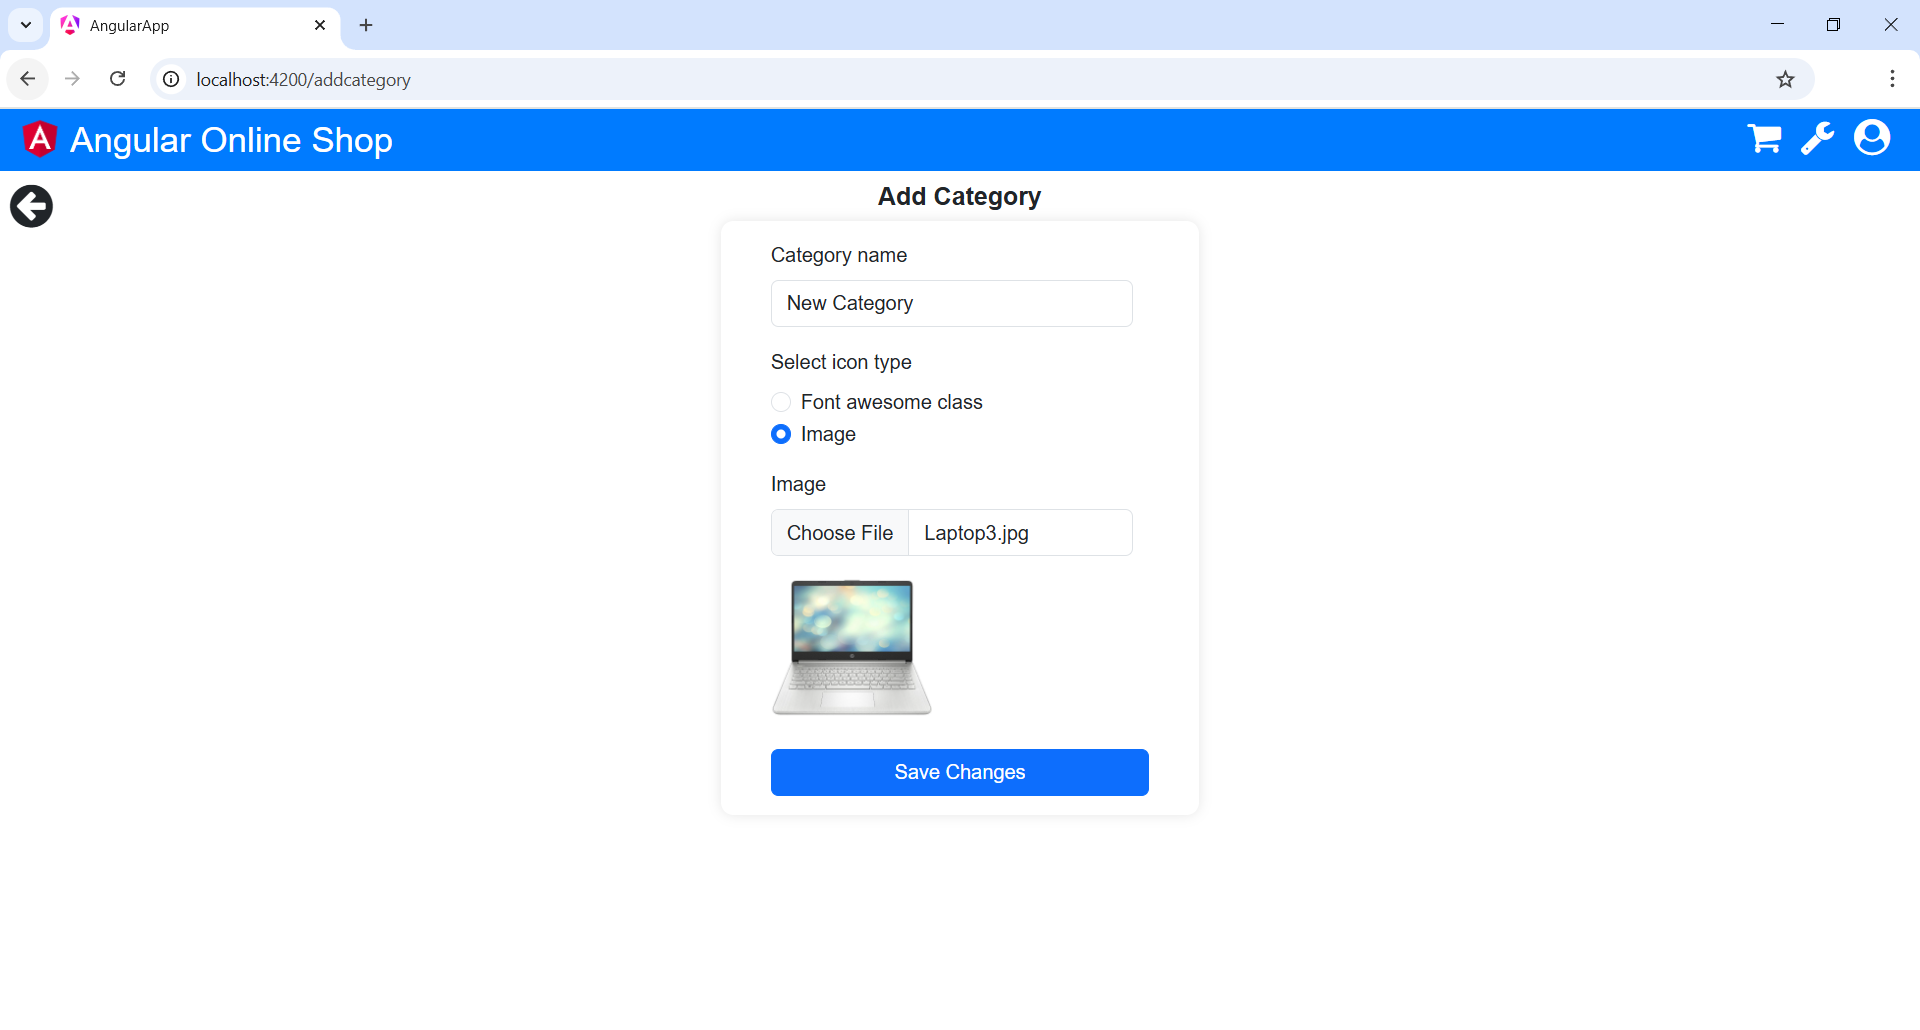 AngularApp
localhost:4200/addcategory
A Angular Online Shop
Add Category
Category name
New Category
Select icon type
Font awesome class
Image
Image
Choose File Laptop3.jpg
Save Changes